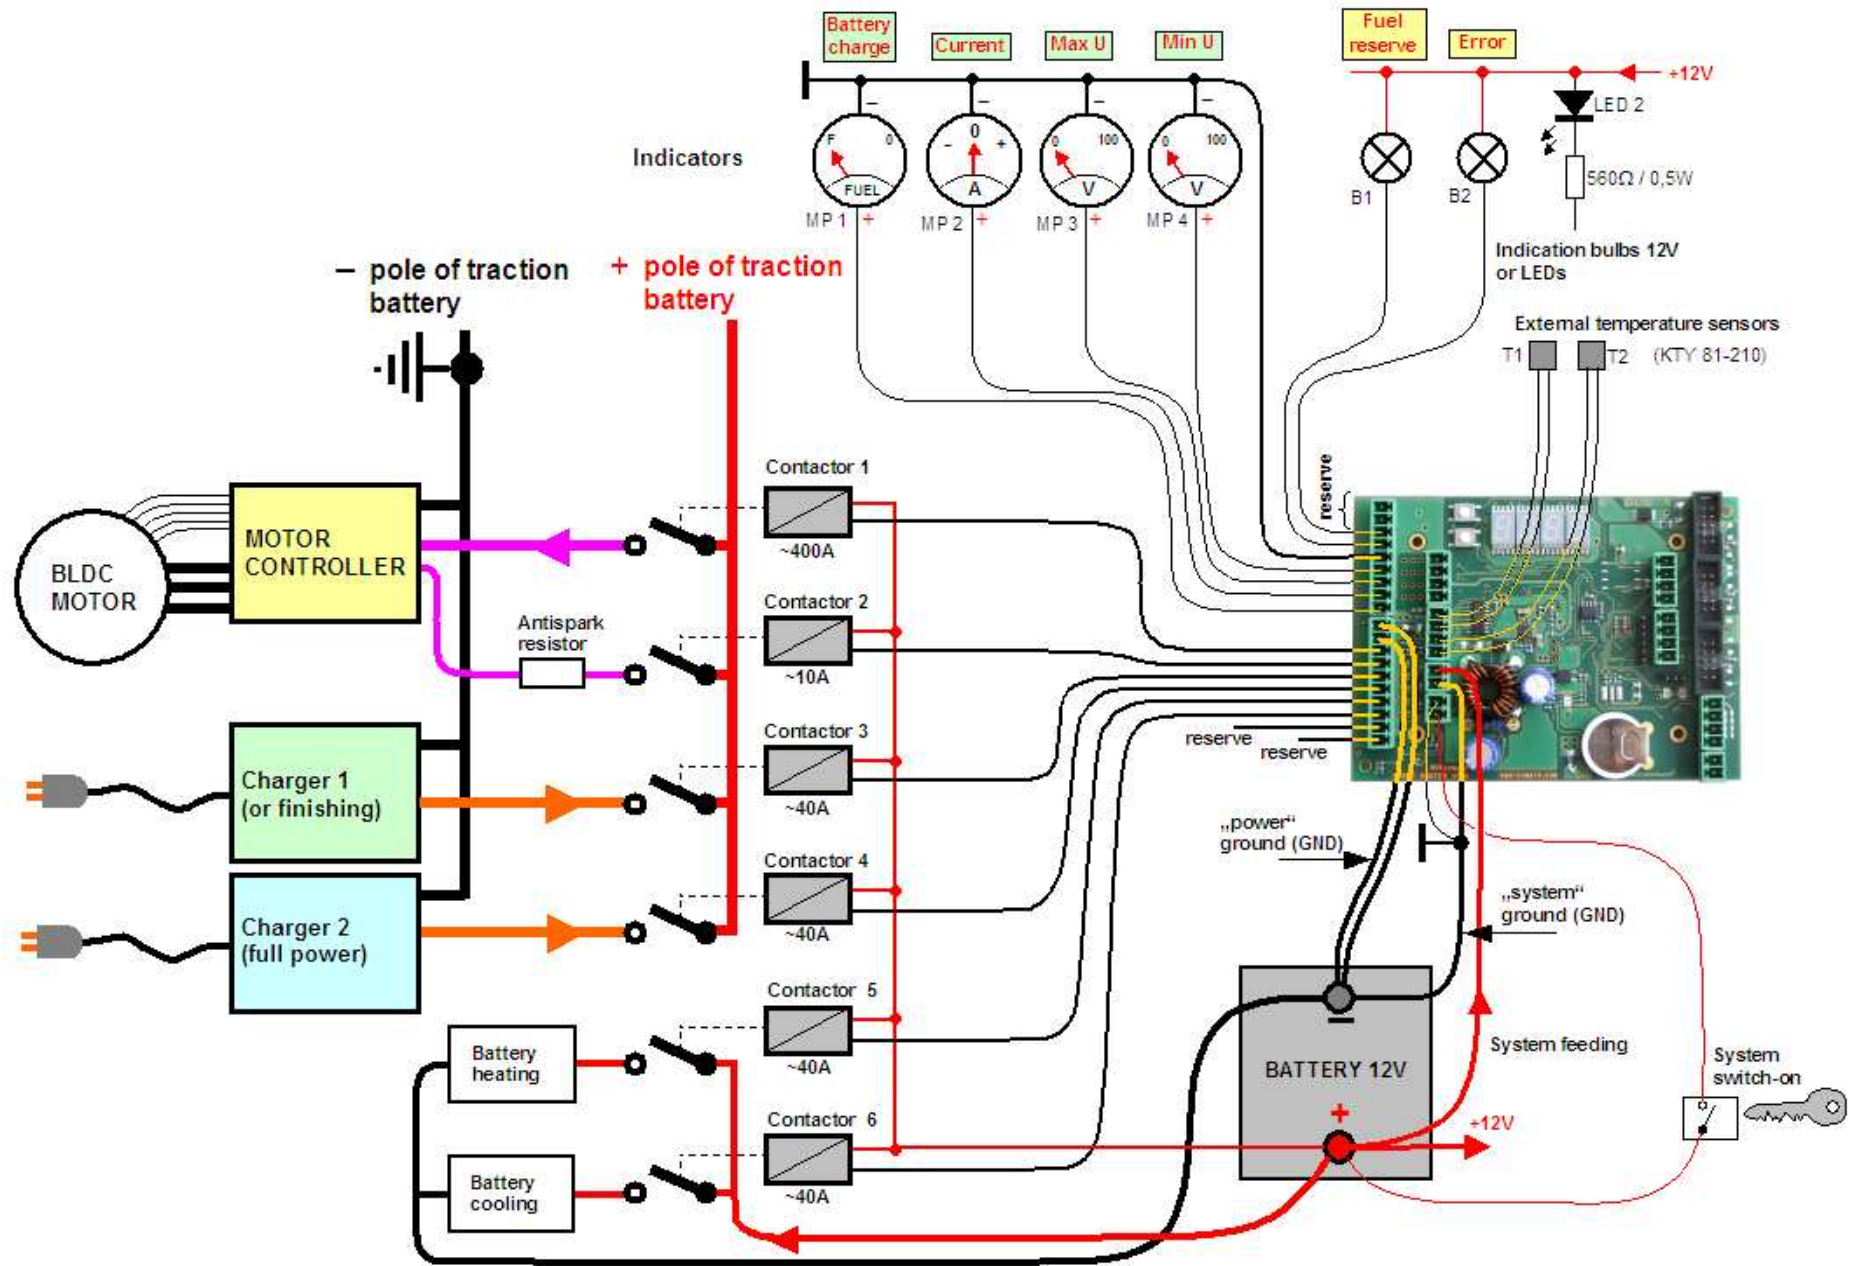 Battery
charge
Current
Max U
Min U
Fuel
reserve
Error
+12V
LED 2
560Ω / 0,5W
B1
B2
Indication bulbs 12V
or LEDs
Indicators
–
–
–
–
F
0
FUEL
MP 1 +
–
0
+
A
MP 2 +
0
100
V
MP 3 +
0
100
V
MP 4 +
– pole of traction
battery
+ pole of traction
battery
External temperature sensors
T1
T2
(KTY 81-210)
reserve
BLDC
MOTOR
MOTOR
CONTROLLER
Antispark
resistor
Contactor 1
~400A
Contactor 2
~10A
Contactor 3
~40A
Contactor 4
~40A
Contactor 5
~40A
Contactor 6
~40A
reserve
reserve
Charger 1
(or finishing)
Charger 2
(full power)
„power“
ground (GND)
„system“
ground (GND)
Battery
heating
Battery
cooling
–
BATTERY 12V
+
System feeding
+12V
System
switch-on